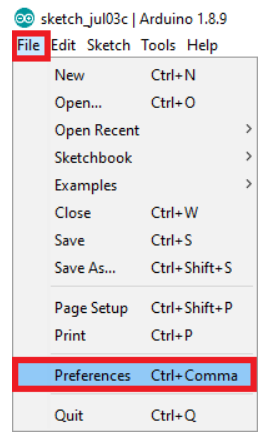 sketch_jul03c | Arduino 1.8.9
File Edit Sketch Tools Help
New Ctrl+N
Open... Ctrl+O
Open Recent
Sketchbook
Examples
Close Ctrl+W
Save Ctrl+S
Save As... Ctrl+Shift+S
Page Setup Ctrl+Shift+P
Print Ctrl+P
Preferences Ctrl+Comma
Quit Ctrl+Q